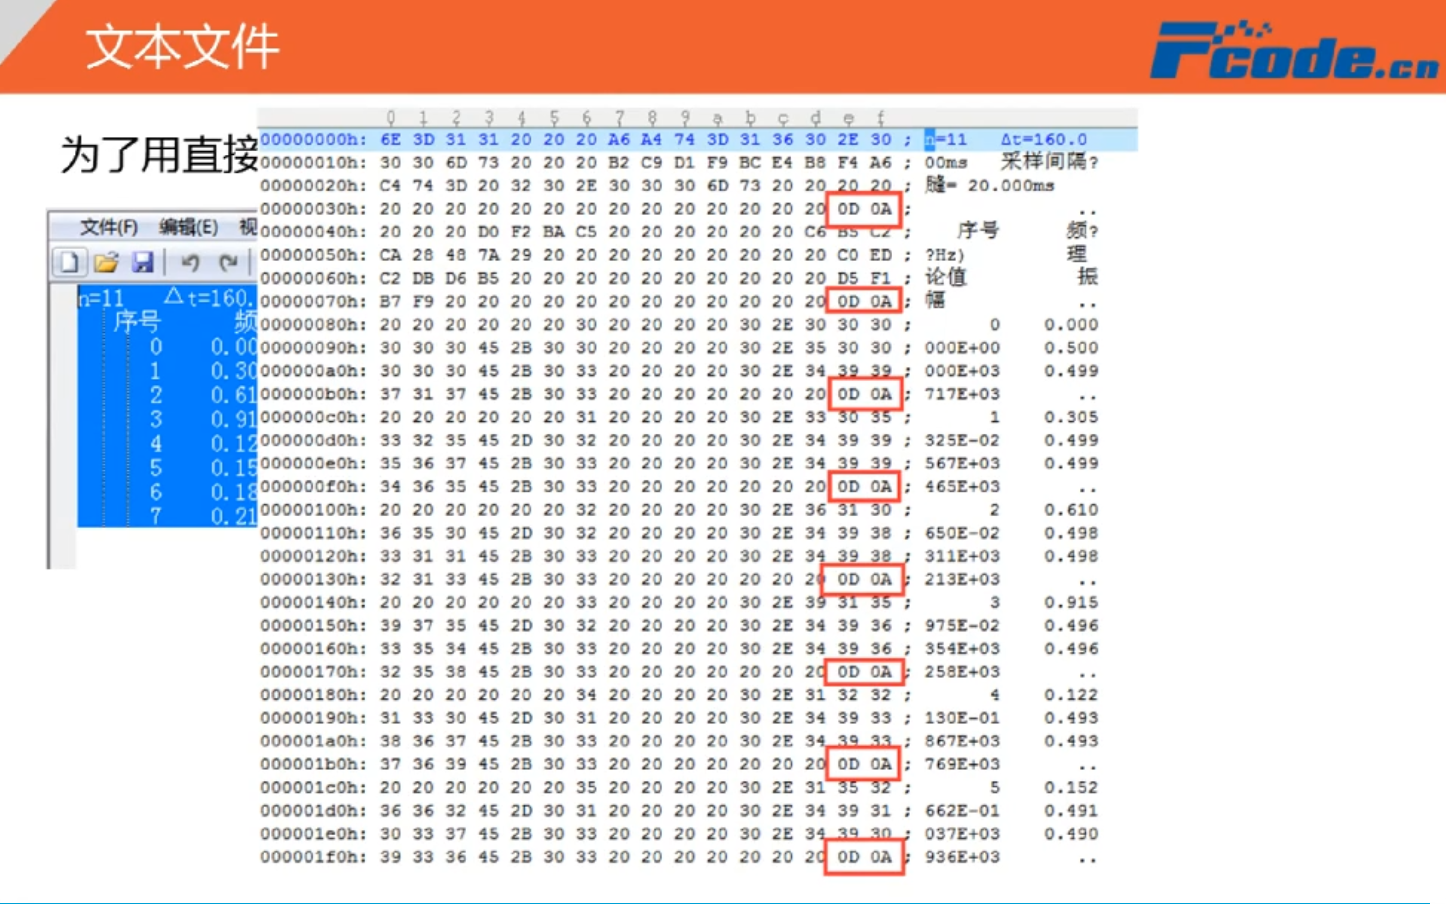 文本文件
Fcode.cn
为了用直接
文件(F) 编辑(E) 视
n=11 △t=160.
序号 频
0 0.00
1 0.30
2 0.61
3 0.91
4 0.12
5 0.15
6 0.18
7 0.21
0 1 2 3 4 5 6 7 8 9 a b c d e f
00000000h: 6E 3D 31 31 20 20 20 A6 A4 74 3D 31 36 30 2E 30 ; n=11 Δt=160.0
00000010h: 30 30 6D 73 20 20 20 B2 C9 D1 F9 BC E4 B8 F4 A6 ; 00ms 采样间隔?
00000020h: C4 74 3D 20 32 30 2E 30 30 30 6D 73 20 20 20 20 ; 膖= 20.000ms
00000030h: 20 20 20 20 20 20 20 20 20 20 20 20 20 20 0D 0A ; ..
00000040h: 20 20 20 D0 F2 BA C5 20 20 20 20 20 20 C6 B5 C2 ; 序号 频?
00000050h: CA 28 48 7A 29 20 20 20 20 20 20 20 20 20 C0 ED ; ?Hz) 理
00000060h: C2 DB D6 B5 20 20 20 20 20 20 20 20 20 20 D5 F1 ; 论值 振
00000070h: B7 F9 20 20 20 20 20 20 20 20 20 20 20 20 0D 0A ; 幅 ..
00000080h: 20 20 20 20 20 20 30 20 20 20 20 30 2E 30 30 30 ; 0 0.000
00000090h: 30 30 30 45 2B 30 30 20 20 20 20 30 2E 35 30 30 ; 000E+00 0.500
000000a0h: 30 30 30 45 2B 30 33 20 20 20 20 30 2E 34 39 39 ; 000E+03 0.499
000000b0h: 37 31 37 45 2B 30 33 20 20 20 20 20 20 20 0D 0A ; 717E+03 ..
000000c0h: 20 20 20 20 20 20 31 20 20 20 20 30 2E 33 30 35 ; 1 0.305
000000d0h: 33 32 35 45 2D 30 32 20 20 20 20 30 2E 34 39 39 ; 325E-02 0.499
000000e0h: 35 36 37 45 2B 30 33 20 20 20 20 30 2E 34 39 39 ; 567E+03 0.499
000000f0h: 34 36 35 45 2B 30 33 20 20 20 20 20 20 20 0D 0A ; 465E+03 ..
00000100h: 20 20 20 20 20 20 32 20 20 20 20 30 2E 36 31 30 ; 2 0.610
00000110h: 36 35 30 45 2D 30 32 20 20 20 20 30 2E 34 39 38 ; 650E-02 0.498
00000120h: 33 31 31 45 2B 30 33 20 20 20 20 30 2E 34 39 38 ; 311E+03 0.498
00000130h: 32 31 33 45 2B 30 33 20 20 20 20 20 20 20 0D 0A ; 213E+03 ..
00000140h: 20 20 20 20 20 20 33 20 20 20 20 30 2E 39 31 35 ; 3 0.915
00000150h: 39 37 35 45 2D 30 32 20 20 20 20 30 2E 34 39 36 ; 975E-02 0.496
00000160h: 33 35 34 45 2B 30 33 20 20 20 20 30 2E 34 39 36 ; 354E+03 0.496
00000170h: 32 35 38 45 2B 30 33 20 20 20 20 20 20 20 0D 0A ; 258E+03 ..
00000180h: 20 20 20 20 20 20 34 20 20 20 20 30 2E 31 32 32 ; 4 0.122
00000190h: 31 33 30 45 2D 30 31 20 20 20 20 30 2E 34 39 33 ; 130E-01 0.493
000001a0h: 38 36 37 45 2B 30 33 20 20 20 20 30 2E 34 39 33 ; 867E+03 0.493
000001b0h: 37 36 39 45 2B 30 33 20 20 20 20 20 20 20 0D 0A ; 769E+03 ..
000001c0h: 20 20 20 20 20 20 35 20 20 20 20 30 2E 31 35 32 ; 5 0.152
000001d0h: 36 36 32 45 2D 30 31 20 20 20 20 30 2E 34 39 31 ; 662E-01 0.491
000001e0h: 30 33 37 45 2B 30 33 20 20 20 20 30 2E 34 39 30 ; 037E+03 0.490
000001f0h: 39 33 36 45 2B 30 33 20 20 20 20 20 20 20 0D 0A ; 936E+03 ..